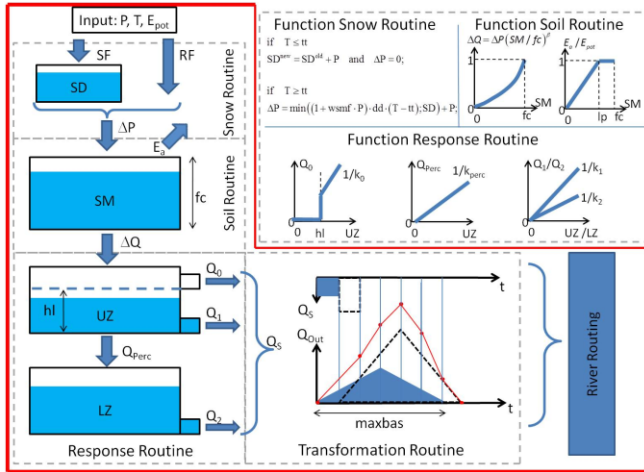 Input: P, T, E_pot
SF
RF
SD
Snow Routine
ΔP
E_a
SM
fc
Soil Routine
ΔQ
Q_0
hl
UZ
Q_1
Q_S
Q_Perc
LZ
Q_2
Response Routine
Function Snow Routine
if T ≤ tt
SD^new = SD^old + P and ΔP = 0;
if T ≥ tt
ΔP = min((1 + wsmf · P) · dd · (T − tt); SD) + P;
Function Soil Routine
ΔQ = ΔP(SM / fc)^β
1
0
fc
SM
E_a / E_pot
1
0
lp
fc
SM
Function Response Routine
Q_0
1/k_0
0
hl
UZ
Q_Perc
1/k_perc
0
UZ
Q_1/Q_2
1/k_1
1/k_2
0
UZ/LZ
t
Q_S
Q_Out
t
maxbas
Transformation Routine
River Routing